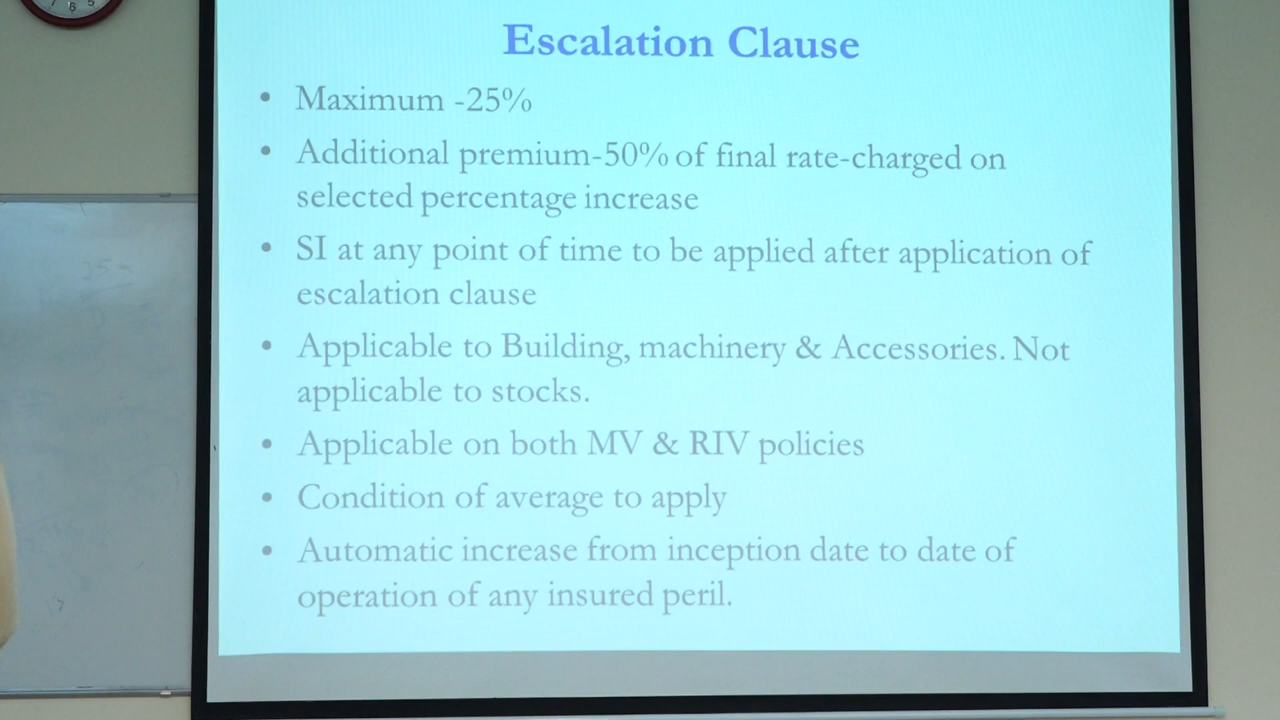 Escalation Clause
• Maximum -25%
• Additional premium-50% of final rate-charged on
selected percentage increase
• SI at any point of time to be applied after application of
escalation clause
• Applicable to Building, machinery & Accessories. Not
applicable to stocks.
• Applicable on both MV & RIV policies
• Condition of average to apply
• Automatic increase from inception date to date of
operation of any insured peril.
7 6 5